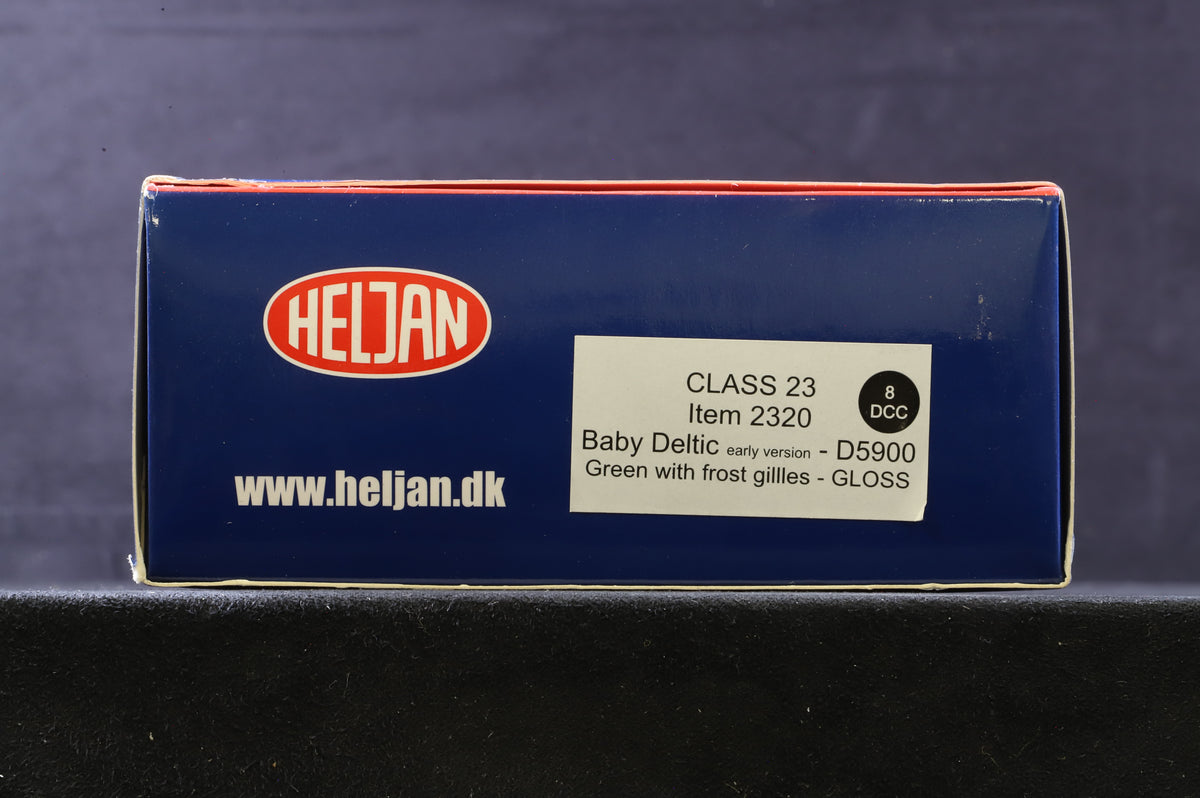 HELJAN
www.heljan.dk
CLASS 23
Item 2320
Baby Deltic early version - D5900
Green with frost gillles - GLOSS
8
DCC